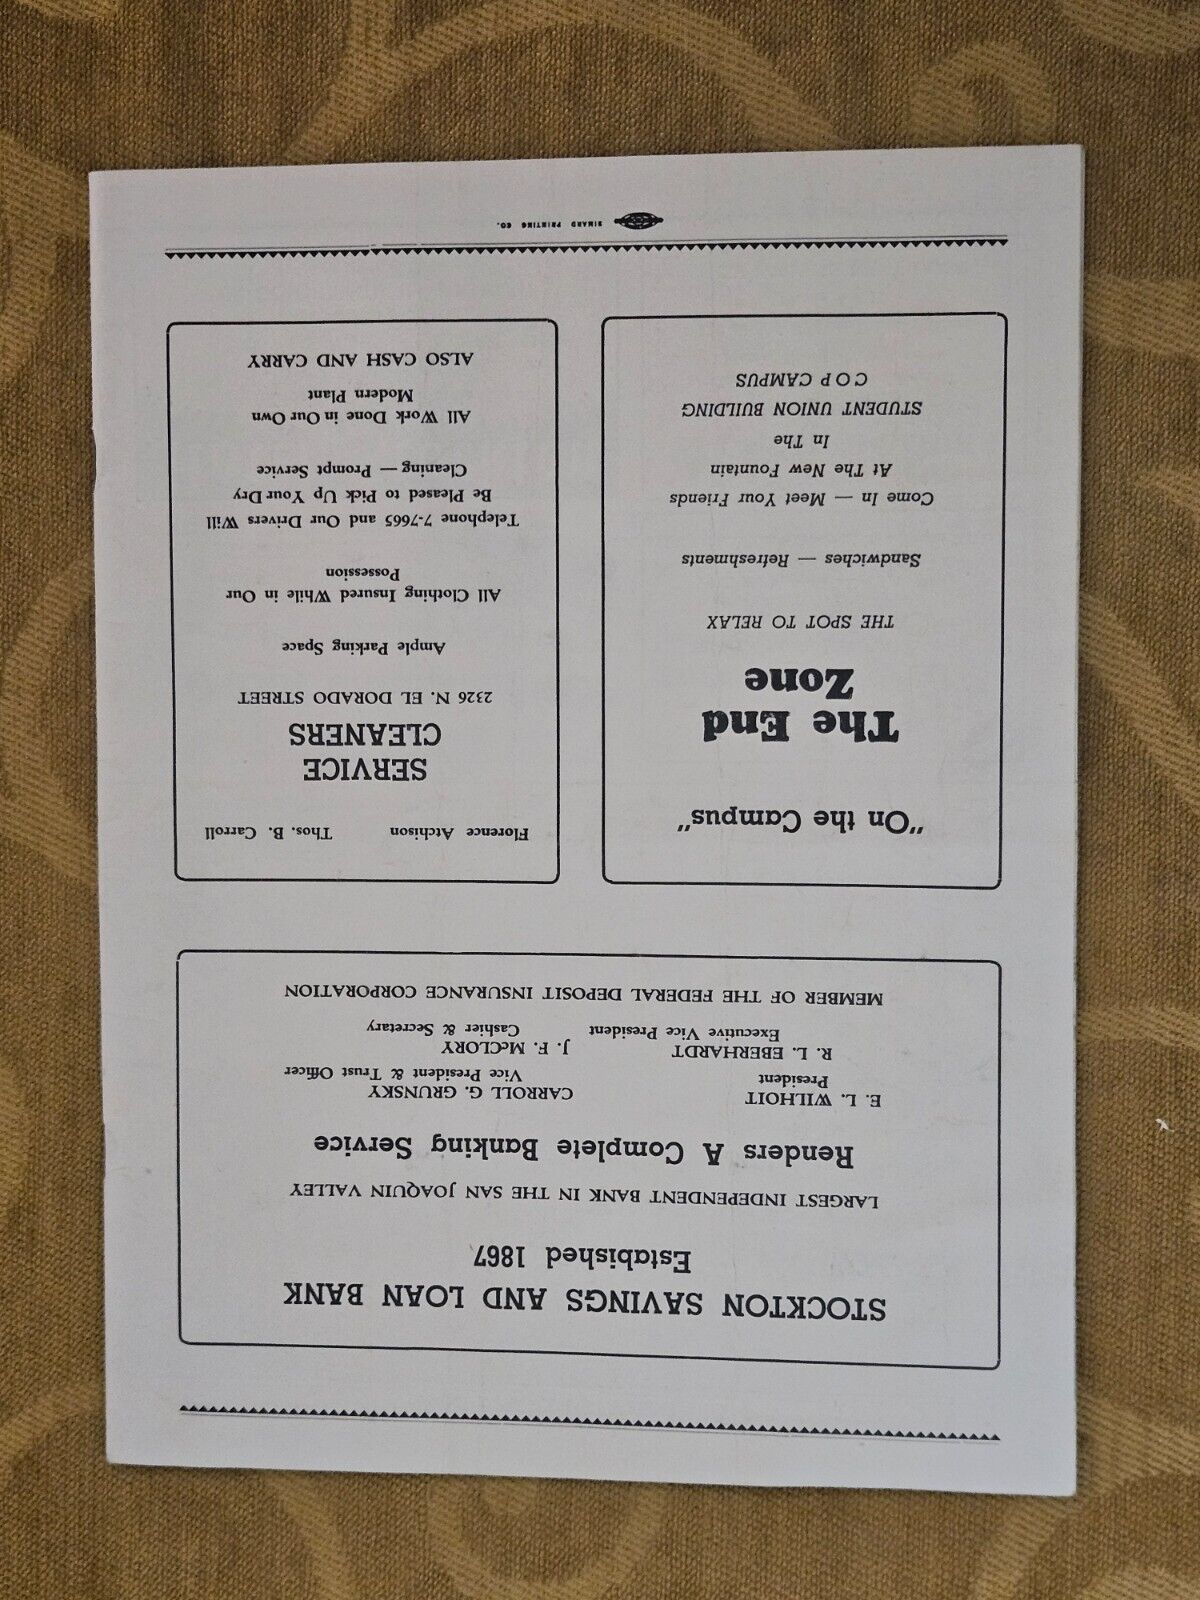 STOCKTON SAVINGS AND LOAN BANK
Established 1867
LARGEST INDEPENDENT BANK IN THE SAN JOAQUIN VALLEY
Renders A Complete Banking Service
E. L. WILHOIT
President
CARROLL G. GRUNSKY
Vice President & Trust Officer
R. L. EBERHARDT
Executive Vice President
J. F. McCLORY
Cashier & Secretary
MEMBER OF THE FEDERAL DEPOSIT INSURANCE CORPORATION
"On the Campus"
The End
Zone
THE SPOT TO RELAX
Sandwiches — Refreshments
Come In — Meet Your Friends
At The New Fountain
In The
STUDENT UNION BUILDING
C O P CAMPUS
Florence Atchison Thos. B. Carroll
SERVICE
CLEANERS
2326 N. EL DORADO STREET
Ample Parking Space
All Clothing Insured While in Our
Possession
Telephone 7-7665 and Our Drivers Will
Be Pleased to Pick Up Your Dry
Cleaning — Prompt Service
All Work Done in Our Own
Modern Plant
ALSO CASH AND CARRY
SIMARD PRINTING CO.